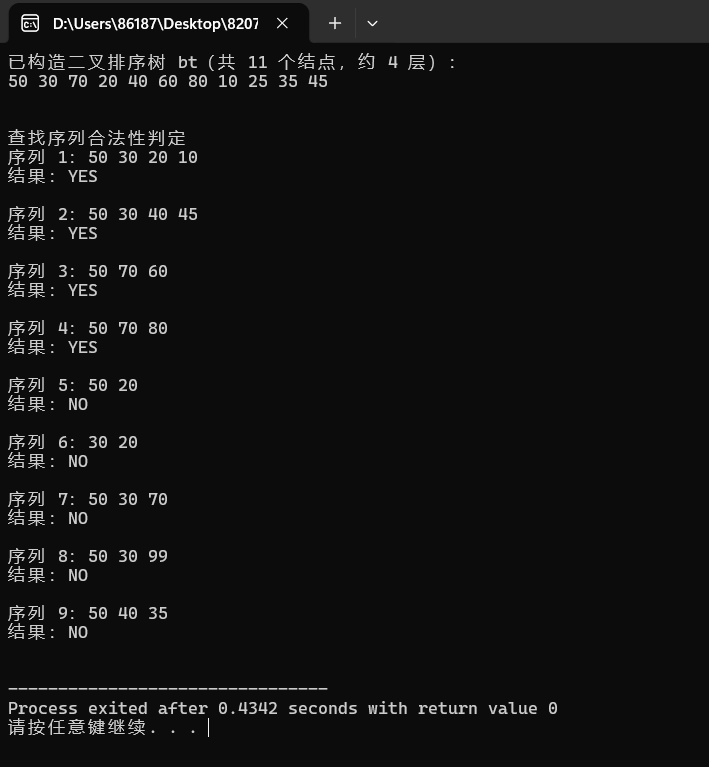 D:\Users\86187\Desktop\8207
已构造二叉排序树 bt（共 11 个结点，约 4 层）：
50 30 70 20 40 60 80 10 25 35 45
查找序列合法性判定
序列 1: 50 30 20 10
结果: YES
序列 2: 50 30 40 45
结果: YES
序列 3: 50 70 60
结果: YES
序列 4: 50 70 80
结果: YES
序列 5: 50 20
结果: NO
序列 6: 30 20
结果: NO
序列 7: 50 30 70
结果: NO
序列 8: 50 30 99
结果: NO
序列 9: 50 40 35
结果: NO
--------------------------------
Process exited after 0.4342 seconds with return value 0
请按任意键继续. . .